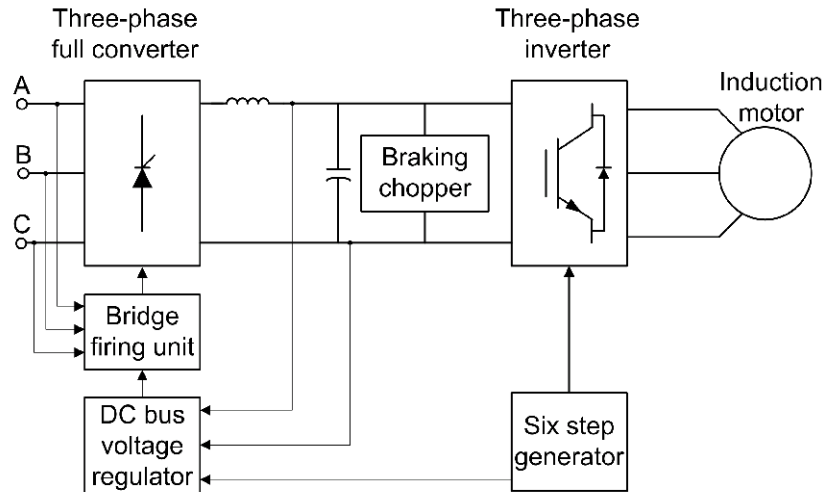 Three-phase
full converter
Three-phase
inverter
Induction
motor
A
B
C
Braking
chopper
Bridge
firing unit
DC bus
voltage
regulator
Six step
generator